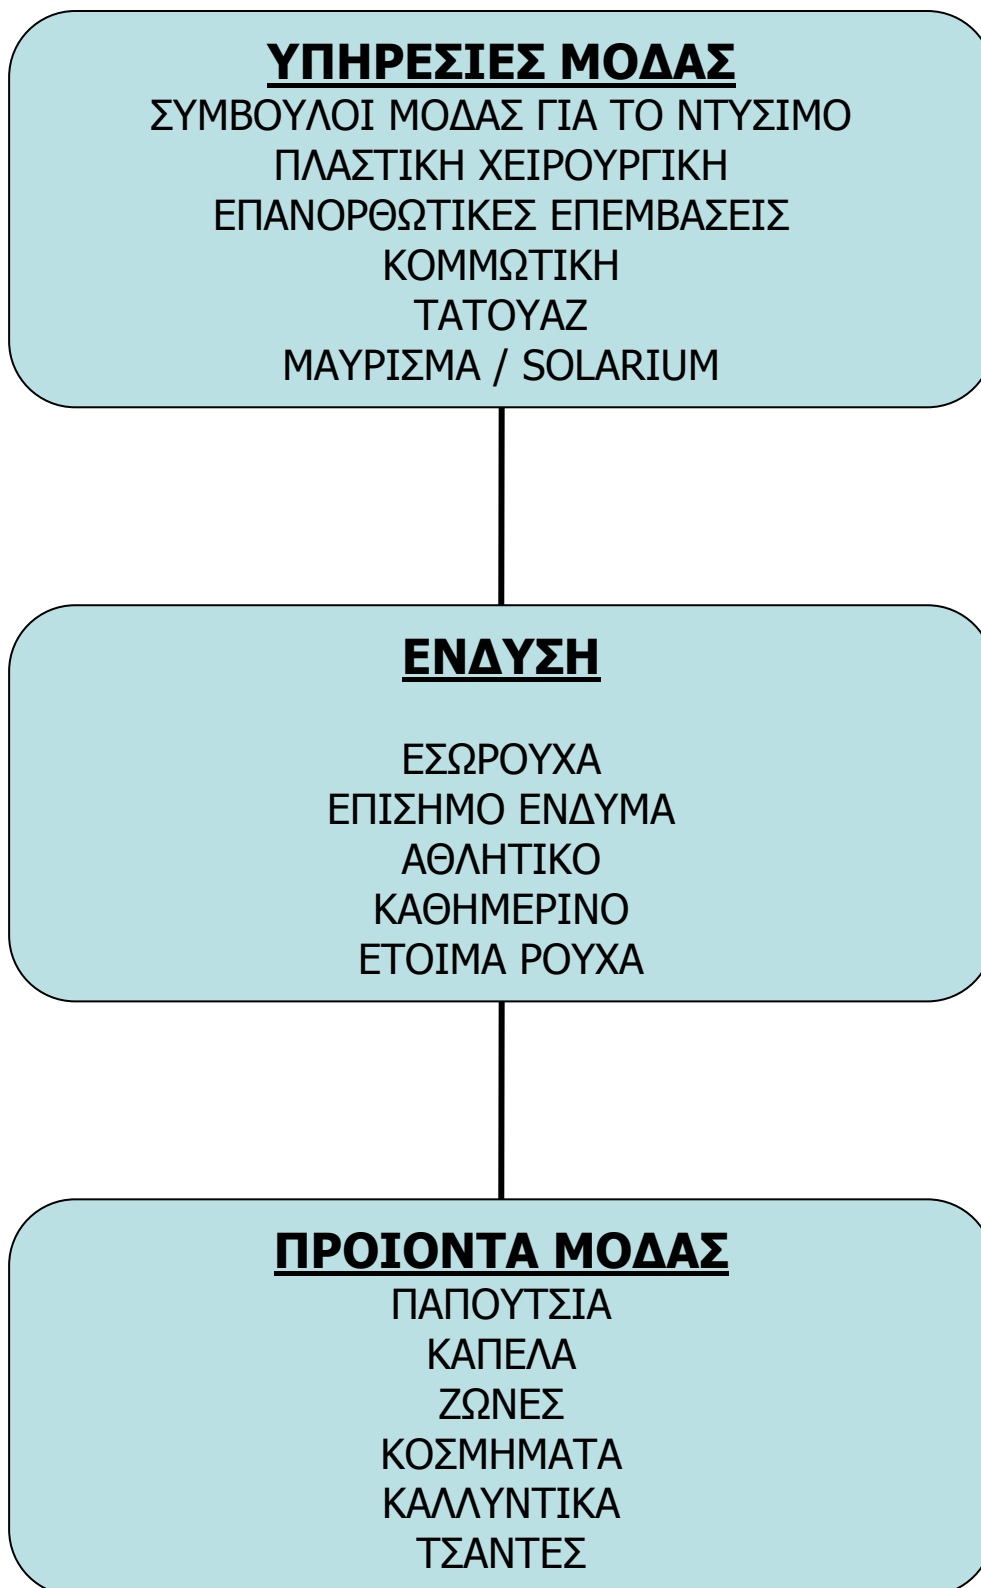 ΥΠΗΡΕΣΙΕΣ ΜΟΔΑΣ
ΣΥΜΒΟΥΛΟΙ ΜΟΔΑΣ ΓΙΑ ΤΟ ΝΤΥΣΙΜΟ
ΠΛΑΣΤΙΚΗ ΧΕΙΡΟΥΡΓΙΚΗ
ΕΠΑΝΟΡΘΩΤΙΚΕΣ ΕΠΕΜΒΑΣΕΙΣ
ΚΟΜΜΩΤΙΚΗ
ΤΑΤΟΥΑΖ
ΜΑΥΡΙΣΜΑ / SOLARIUM
ΕΝΔΥΣΗ
ΕΣΩΡΟΥΧΑ
ΕΠΙΣΗΜΟ ΕΝΔΥΜΑ
ΑΘΛΗΤΙΚΟ
ΚΑΘΗΜΕΡΙΝΟ
ΕΤΟΙΜΑ ΡΟΥΧΑ
ΠΡΟΙΟΝΤΑ ΜΟΔΑΣ
ΠΑΠΟΥΤΣΙΑ
ΚΑΠΕΛΑ
ΖΩΝΕΣ
ΚΟΣΜΗΜΑΤΑ
ΚΑΛΛΥΝΤΙΚΑ
ΤΣΑΝΤΕΣ